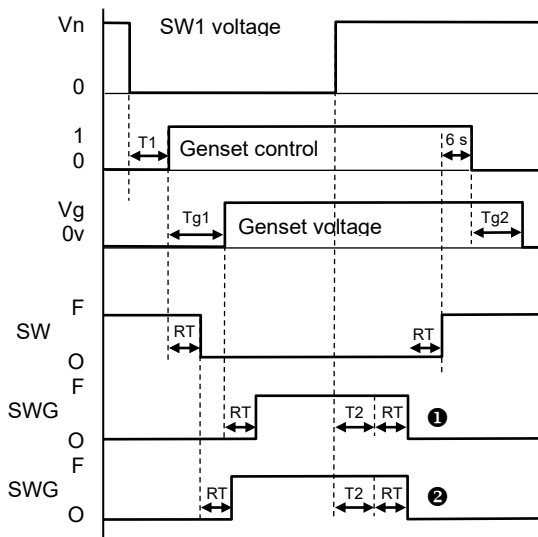 Vn
SW1 voltage
0
1
T1
Genset control
6 s
0
Vg
Tg1
Genset voltage
Tg2
0v
F
SW
RT
RT
O
F
SWG
RT
T2
RT
❶
O
F
SWG
RT
T2
RT
❷
O